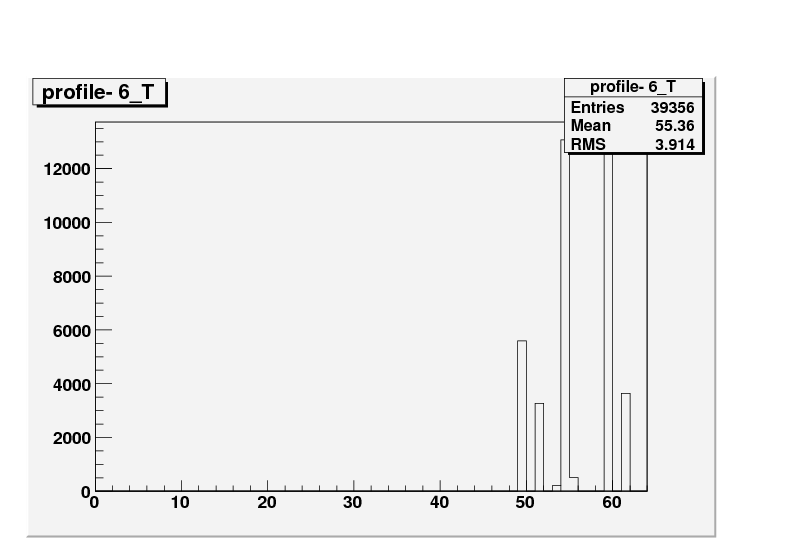 profile- 6_T
profile- 6_T
Entries 39356
Mean 55.36
RMS 3.914
12000
10000
8000
6000
4000
2000
0
0 10 20 30 40 50 60